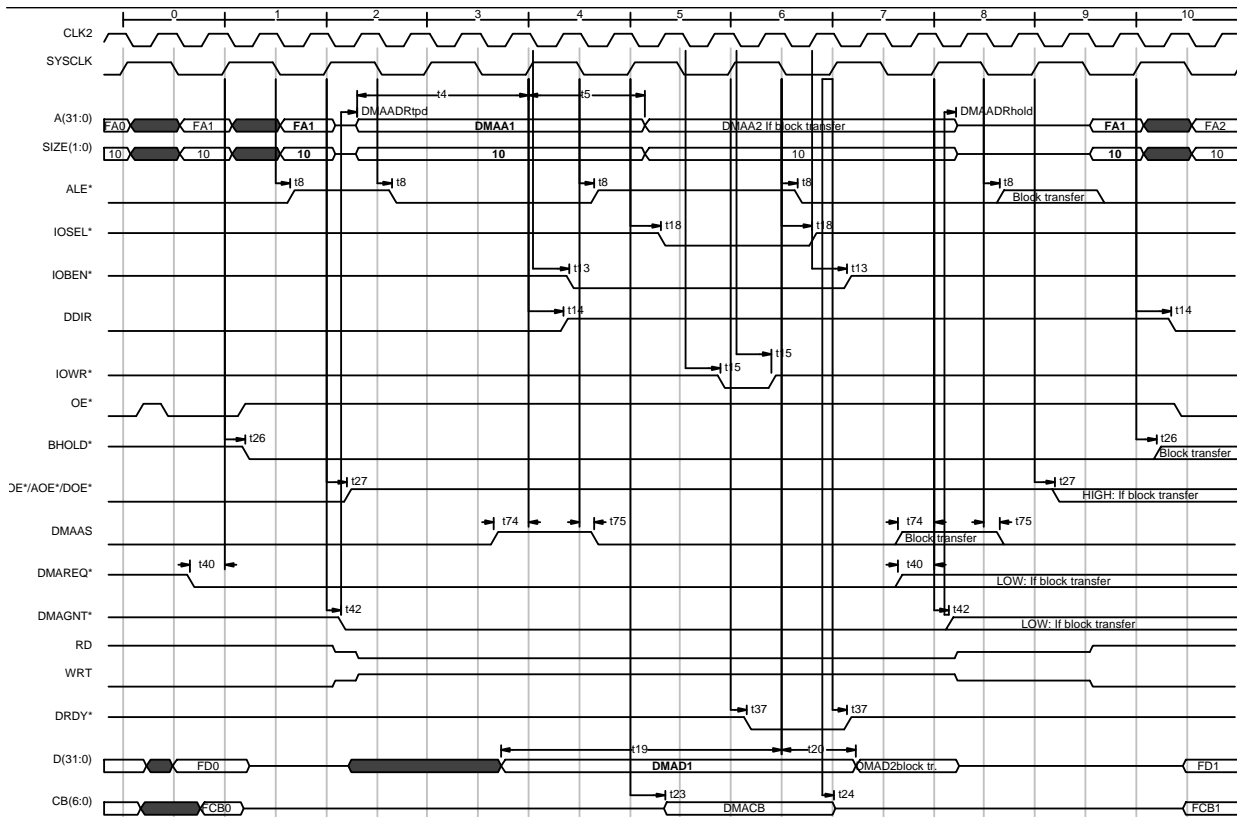 0 1 2 3 4 5 6 7 8 9 10
CLK2
SYSCLK
t4 t5
DMAADRtpd DMAADRhold
A(31:0) FA0 FA1 FA1 DMAA1 DMAA2 If block transfer FA1 FA2
SIZE(1:0) 10 10 10 10 10 10 10
ALE* t8 t8 t8 t8 t8
Block transfer
IOSEL* t18 t18
IOBEN* t13 t13
DDIR t14 t14
t15
IOWR* t15
OE*
BHOLD* t26 t26
Block transfer
OE*/AOE*/DOE* t27 t27
HIGH: If block transfer
DMAAS t74 t75 t74 t75
Block transfer
DMAREQ* t40 t40
LOW: If block transfer
DMAGNT* t42 t42
LOW: If block transfer
RD
WRT
DRDY* t37 t37
t19 t20
D(31:0) FD0 DMAD1 DMAD2block tr. FD1
t23 t24
CB(6:0) FCB0 DMACB FCB1